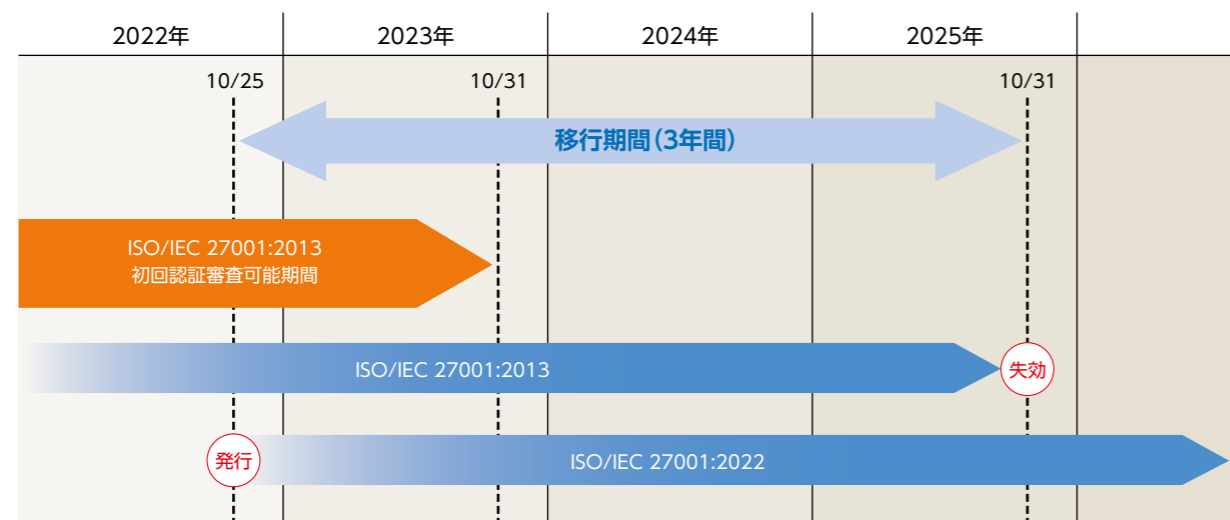 2022年
2023年
2024年
2025年
10/25
10/31
10/31
移行期間(3年間)
ISO/IEC 27001:2013
初回認証審査可能期間
ISO/IEC 27001:2013
失効
発行
ISO/IEC 27001:2022